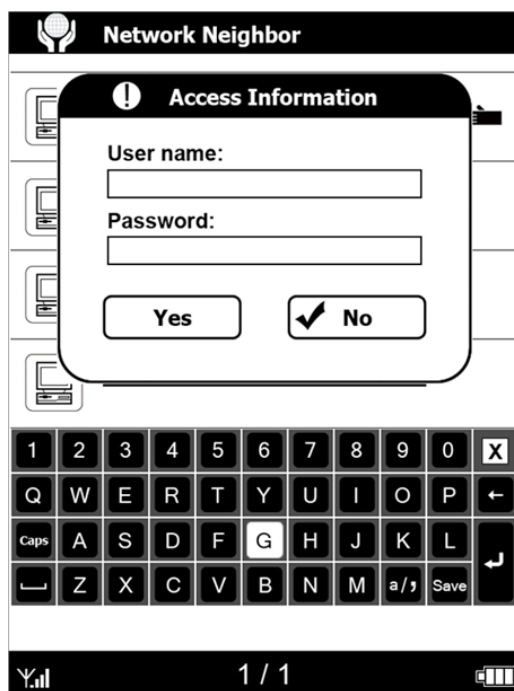 Network Neighbor
Access Information
User name:
Password:
Yes No
1 2 3 4 5 6 7 8 9 0 X
Q W E R T Y U I O P ←
Caps A S D F G H J K L
Z X C V B N M a/, Save
1 / 1